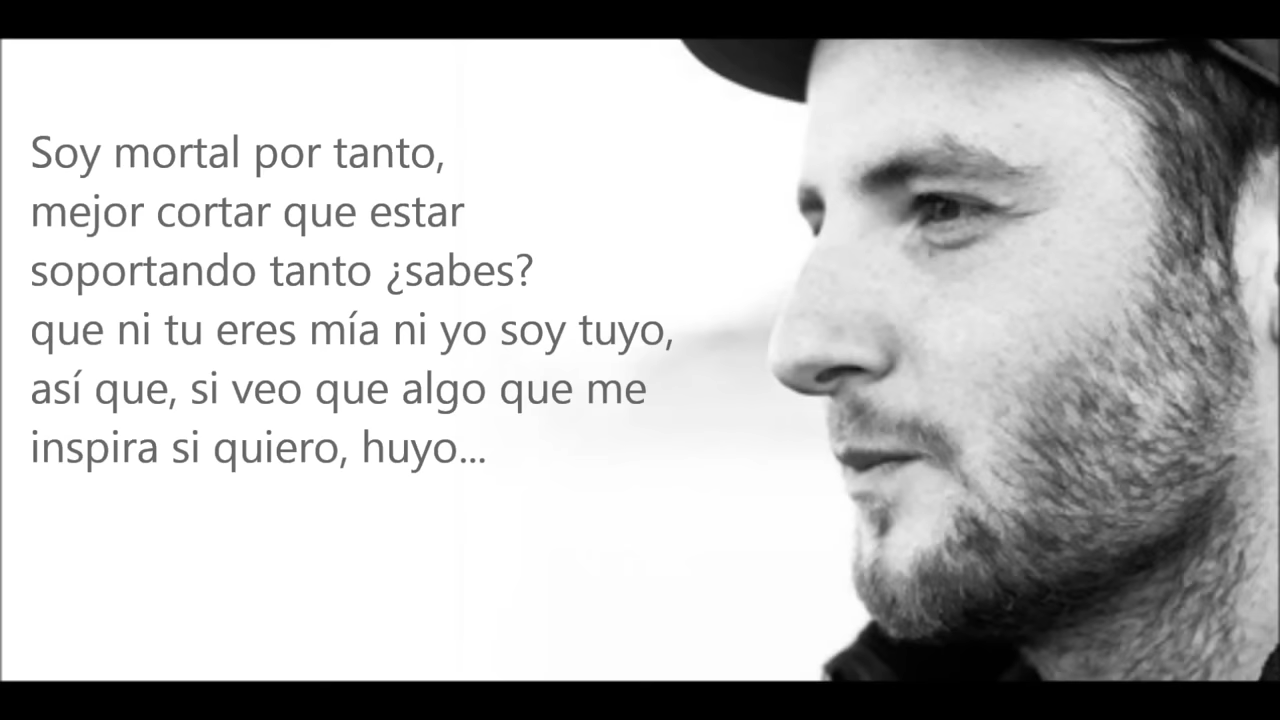 Soy mortal por tanto,
mejor cortar que estar
soportando tanto ¿sabes?
que ni tu eres mía ni yo soy tuyo,
así que, si veo que algo que me
inspira si quiero, huyo...